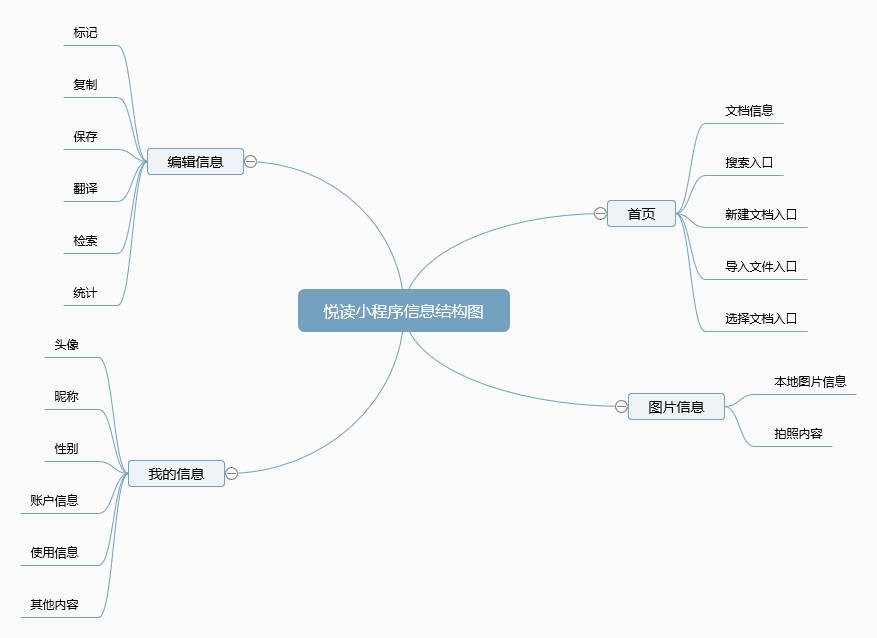 悦读小程序信息结构图
首页
文档信息
搜索入口
新建文档入口
导入文件入口
选择文档入口
图片信息
本地图片信息
拍照内容
编辑信息
标记
复制
保存
翻译
检索
统计
我的信息
头像
昵称
性别
账户信息
使用信息
其他内容